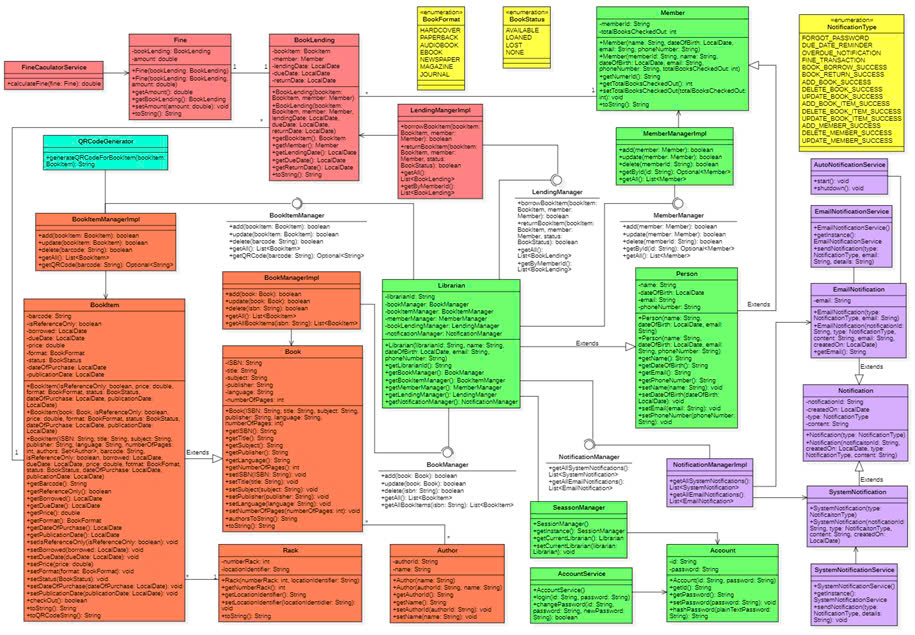 Fine
-bookLending: BookLending
-amount: double
+Fine(bookLending: BookLending)
+Fine(bookLending: BookLending,
amount: double)
+getAmount(): double
+getBookLending(): BookLending
+setAmount(amount: double): void
+toString(): String
FineCaculatorService
+calculateFine(fine: Fine): double
BookLending
-bookItem: BookItem
-member: Member
-lendingDate: LocalDate
-dueDate: LocalDate
-returnDate: LocalDate
+BookLending(bookItem:
BookItem, member: Member)
+BookLending(bookItem:
BookItem, member: Member,
lendingDate: LocalDate,
dueDate: LocalDate,
returnDate: LocalDate)
+getBookItem(): BookItem
+getMember(): Member
+getLendingDate(): LocalDate
+getDueDate(): LocalDate
+getReturnDate(): LocalDate
+toString(): String
«enumeration»
BookFormat
HARDCOVER
PAPERBACK
AUDIOBOOK
EBOOK
NEWSPAPER
MAGAZINE
JOURNAL
«enumeration»
BookStatus
AVAILABLE
LOANED
LOST
NONE
Member
-memberId: String
-totalBooksCheckedOut: int
+Member(name: String, dateOfBirth: LocalDate,
email: String, phoneNumber: String)
+Member(memberId: String, name: String,
dateOfBirth: LocalDate, email: String,
phoneNumber: String, totalBooksCheckedOut: int)
+getNumerId(): String
+getTotalBooksCheckedOut(): int
+setTotalBooksCheckedOut(totalBooksCheckedOut:
int): void
+toString(): String
«enumeration»
NotificationType
FORGOT_PASSWORD
DUE_DATE_REMINDER
OVERDUE_NOTIFICATION
FINE_TRANSACTION
BOOK_BORROW_SUCCESS
BOOK_RETURN_SUCCESS
ADD_BOOK_SUCCESS
DELETE_BOOK_SUCCESS
UPDATE_BOOK_SUCCESS
ADD_BOOK_ITEM_SUCCESS
DELETE_BOOK_ITEM_SUCCESS
UPDATE_BOOK_ITEM_SUCCESS
ADD_MEMBER_SUCCESS
DELETE_MEMBER_SUCCESS
UPDATE_MEMBER_SUCCESS
LendingMangerImpl
+borrowBookItem(bookItem:
BookItem, member:
Member): boolean
+returnBookItem(bookItem:
BookItem, member:
Member, status:
BookStatus): boolean
+getAll():
List<BookLending>
+getByMemberId():
List<BookLending>
QRCodeGenerator
+generateQRCodeForBookItem(bookItem:
BookItem): String
MemberManagerImpl
+add(member: Member): boolean
+update(member: Member): boolean
+delete(memberId: String): boolean
+getById(id: String): Optional<Member>
+getAll(): List<Member>
AutoNotificationService
+start(): void
+shutdown(): void
BookItemManagerImpl
+add(bookItem: BookItem): boolean
+update(bookItem: BookItem): boolean
+delete(barcode: String): boolean
+getAll(): List<BookItem>
+getQRCode(barcode: String): Optional<String>
BookItemManager
+add(bookItem: BookItem): boolean
+update(bookItem: BookItem): boolean
+delete(barcode: String): boolean
+getAll(): List<BookItem>
+getQRCode(barcode: String): Optional<String>
LendingManager
+borrowBookItem(bookItem:
BookItem, member:
Member): boolean
+returnBookItem(bookItem:
BookItem, member:
Member, status:
BookStatus): boolean
+getAll():
List<BookLending>
+getByMemberId():
List<BookLending>
MemberManager
+add(member: Member): boolean
+update(member: Member): boolean
+delete(memberId: String): boolean
+getById(id: String): Optional<Member>
+getAll(): List<Member>
EmailNotificationService
+EmailNotificationService()
+getInstance():
EmailNotificationService
+sendNotification(type:
NotificationType, email:
String, details: String)
BookManagerImpl
+add(book: Book): boolean
+update(book: Book): boolean
+delete(isbn: String): boolean
+getAll(): List<BookItem>
+getAllBookItems(isbn: String): List<BookItem>
Librarian
-librarianId: String
-bookManager: BookManager
-bookItemManager: BookItemManager
-memberManager: MemberManager
-bookLendingManager: LendingManager
-notificationManager: NotificationManager
+Librarian(librarianId: String, name: String,
dateOfBirth: LocalDate, email: String,
phoneNumber: String)
+getLibrarianId(): String
+getBookManager(): BookManager
+getBookItemManager(): BookItemManger
+getMemberManager(): MemberManager
+getLendingManager(): LendingManger
+getNotificationManager(): NotificationManager
Person
-name: String
-dateOfBirth: LocalDate
-email: String
-phoneNumber: String
+Person(name: String,
dateOfBirth: LocalDate, email:
String)
+Person(name: String,
dateOfBirth: LocalDate, email:
String, phoneNumber: String)
+getName(): String
+getDateOfBirth(): String
+getEmail(): String
+getPhoneNumber(): String
+setName(name: String): void
+setDateOfBirth(dateOfBirth:
LocalDate): void
+setEmail(email: String): void
+setPhoneNumber(phoneNumber:
String): void
Extends
Extends
EmailNotification
-email: String
+EmailNotification(type:
NotificationType, email: String)
+EmailNotification(notificationId:
String, type: NotificationType,
content: String, email: String,
createdOn: LocalDate)
+getEmail(): String
Extends
BookItem
-barcode: String
-isReferenceOnly: boolean
-borrowed: LocalDate
-dueDate: LocalDate
-price: double
-format: BookFormat
-status: BookStatus
-dateOfPurchase: LocalDate
-publicationDate: LocalDate
+BookItem(isReferenceOnly: boolean, price: double,
format: BookFormat, status: BookStatus,
dateOfPurchase: LocalDate, publicationDate:
LocalDate)
+BookItem(book: Book, isReferenceOnly: boolean,
price: double, format: BookFormat, status: BookStatus,
dateOfPurchase: LocalDate, publicationDate:
LocalDate)
+BookItem(ISBN: String, title: String, subject: String,
publisher: String, language: String, numberOfPages:
int, authors: Set<Author>, barcode: String,
isReferenceOnly: boolean, borrowed: LocalDate,
dueDate: LocalDate, price: double, format: BookFormat,
status: BookStatus, dateOfPurchase: LocalDate,
publicationDate: LocalDate)
+getBarcode(): String
+getReferenceOnly(): boolean
+getBorrowed(): LocalDate
+getDueDate(): LocalDate
+getPrice(): double
+getFormat(): BookFormat
+getDateOfPurchase(): LocalDate
+getPublicationDate(): LocalDate
+setIsReferenceOnly(isReferenceOnly: boolean): void
+setBorrowed(borrowed: LocalDate): void
+setDueDate(dueDate: LocalDate): void
+setPrice(price: double)
+setFormat(format: BookFormat): void
+setStatus(BookStatus): void
+setDateOfPurchase(dateOfPurchase: LocalDate): void
+setPublicationDate(publicationDate: LocalDate): void
+checkOut(): boolean
+toString(): String
+toQRCodeString(): String
Extends
Book
-ISBN: String
-title: String
-subject: String
-publisher: String
-language: String
-numberOfPages: int
+Book(ISBN: String, title: String, subject: String,
publisher: String, language: String,
numberOfPages: int)
+getISBN(): String
+getTitle(): String
+getSubject(): String
+getPublisher(): String
+getLanguage(): String
+getNumberOfPages(): int
+setISBN(ISBN: String): void
+setTitle(title: String): void
+setSubject(subject: String): void
+setPublisher(publisher: String): void
+setLanguage(language: String): void
+setNumberOfPages(numberOfPages: int): void
+authorsToString(): String
+toString(): String
BookManager
+add(book: Book): boolean
+update(book: Book): boolean
+delete(isbn: String): boolean
+getAll(): List<BookItem>
+getAllBookItems(isbn: String): List<BookItem>
NotificationManager
+getAllSystemNotifications():
List<SystemNotification>
+getAllEmailNotifications():
List<EmailNotification>
NotificationManagerImpl
+getAllSystemNotifications():
List<SystemNotification>
+getAllEmailNotifications():
List<EmailNotification>
Notification
-notificationId: String
-createdOn: LocalDate
-type: NotificationType
-content: String
+Notification(type: NotificationType)
+Notification(notificaionId: String,
createdOn: LocalDate, type:
NotificationType, content: String)
Extends
SystemNotification
+SystemNotification(type:
NotificationType)
+SystemNotification(notificationId:
String, type: NotificationType,
content: String, createdOn:
LocalDate)
SeassonManager
+SessionManager()
+getInstance(): SessionManager
+getCurrentLibrarian(): Librarian
+setCurrentLibrarian(librarian:
Librarian): void
Rack
-numberRack: int
-locationIdentifier: String
+Rack(numberRack: int, locationIdentifier: String)
+getNumberRack(): int
+getLocationIdentifier(): String
+setLocationIdentifier(locationIdentidier:
String): void
+toString(): String
Author
-authorId: String
-name: String
+Author(name: String)
+Author(authorId: String, name: String)
+getAuthorId(): String
+getName(): String
+setAuthorId(authorId: String): void
+setName(name: String): void
AccountService
+AccountService()
+login(id: String, password: String)
+changePassword(id: String,
password: String, newPassword:
String): boolean
Account
-id: String
-password: String
+Account(id: String, password: String)
+getId(): String
+getPassword(): String
+setPassword(password: String): void
+hashPassword(plainTextPassword:
String): String
SystemNotificationService
+SystemNotificationService()
+getInstance():
SystemNotificationService
+sendNotification(type:
NotificationType, details:
String): void